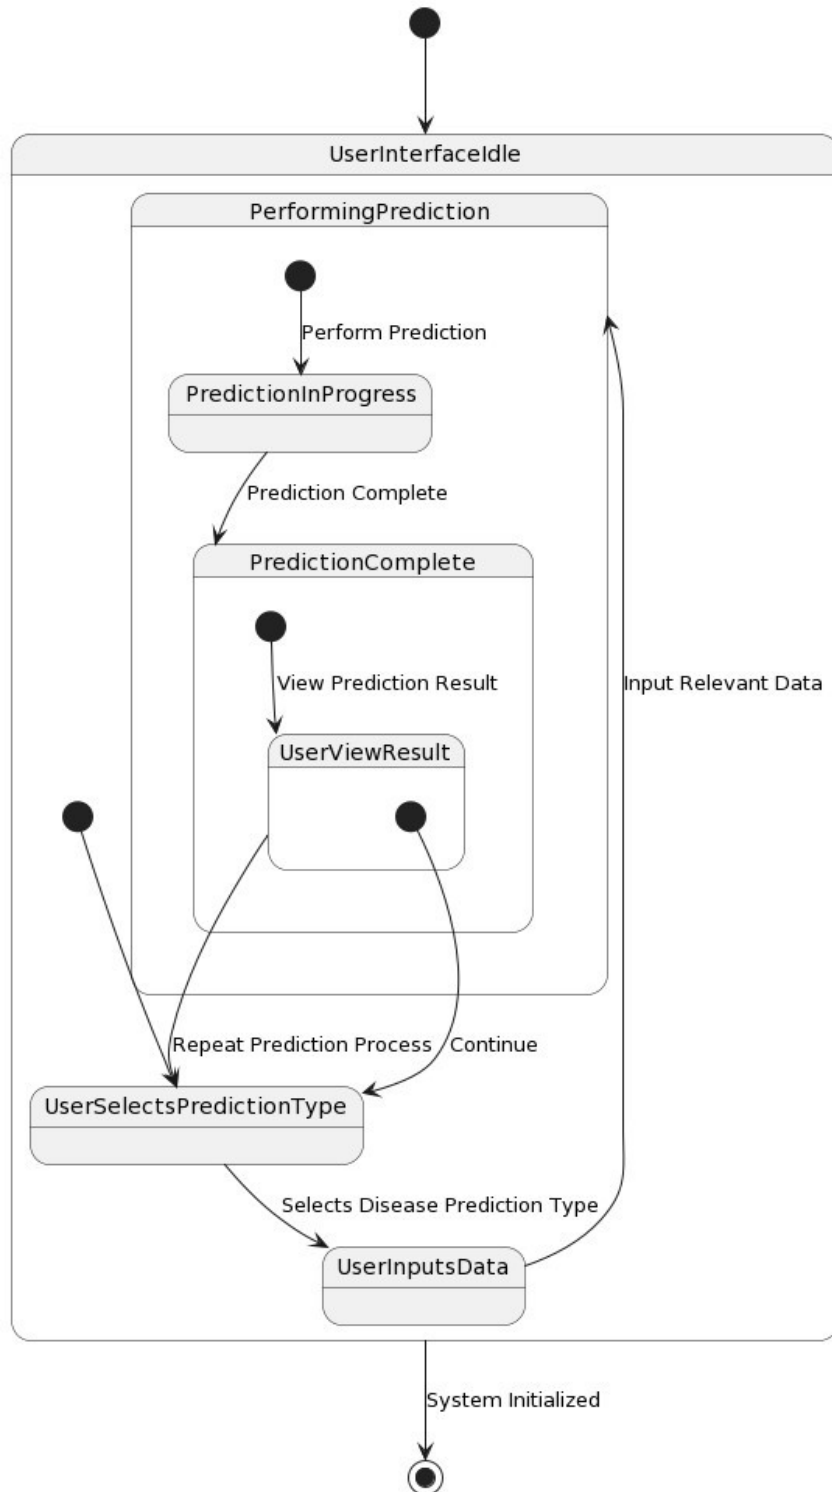 UserInterfaceIdle
PerformingPrediction
Perform Prediction
PredictionInProgress
Prediction Complete
PredictionComplete
View Prediction Result
Input Relevant Data
UserViewResult
Repeat Prediction Process
Continue
UserSelectsPredictionType
Selects Disease Prediction Type
UserInputsData
System Initialized